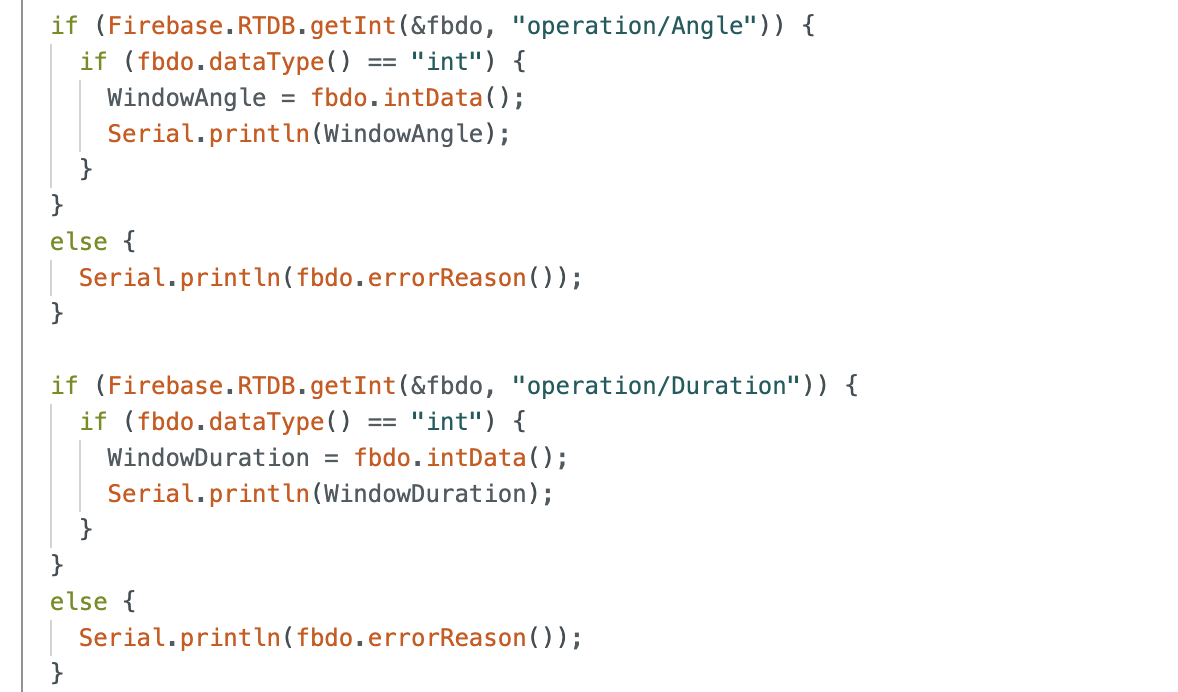 if (Firebase.RTDB.getInt(&fbdo, "operation/Angle")) {
  if (fbdo.dataType() == "int") {
    WindowAngle = fbdo.intData();
    Serial.println(WindowAngle);
  }
}
else {
  Serial.println(fbdo.errorReason());
}

if (Firebase.RTDB.getInt(&fbdo, "operation/Duration")) {
  if (fbdo.dataType() == "int") {
    WindowDuration = fbdo.intData();
    Serial.println(WindowDuration);
  }
}
else {
  Serial.println(fbdo.errorReason());
}